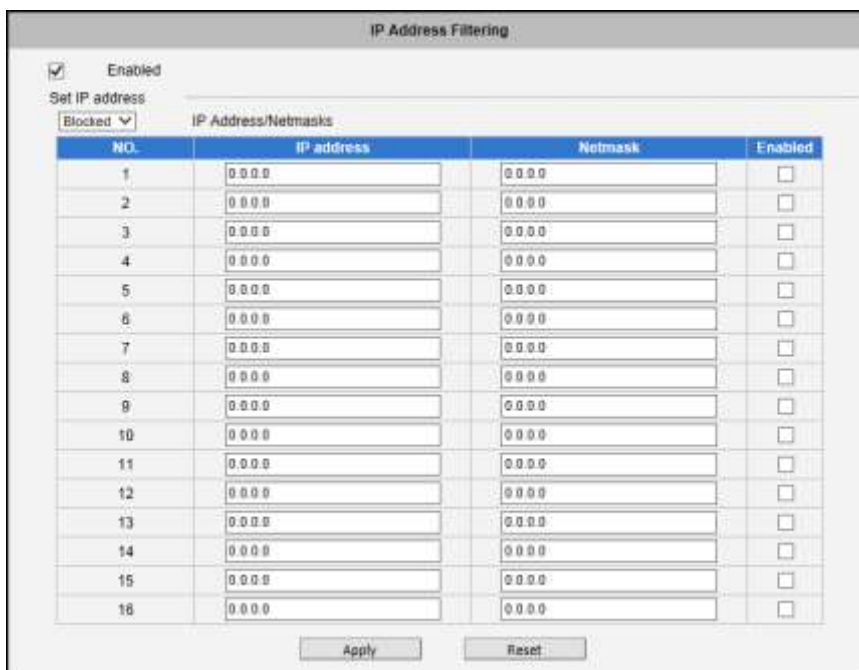 IP Address Filtering
Enabled
Set IP address
Blocked IP Address/Netmasks
NO. IP address Netmask Enabled
1 0.0.0.0 0.0.0.0
2 0.0.0.0 0.0.0.0
3 0.0.0.0 0.0.0.0
4 0.0.0.0 0.0.0.0
5 0.0.0.0 0.0.0.0
6 0.0.0.0 0.0.0.0
7 0.0.0.0 0.0.0.0
8 0.0.0.0 0.0.0.0
9 0.0.0.0 0.0.0.0
10 0.0.0.0 0.0.0.0
11 0.0.0.0 0.0.0.0
12 0.0.0.0 0.0.0.0
13 0.0.0.0 0.0.0.0
14 0.0.0.0 0.0.0.0
15 0.0.0.0 0.0.0.0
16 0.0.0.0 0.0.0.0
Apply Reset